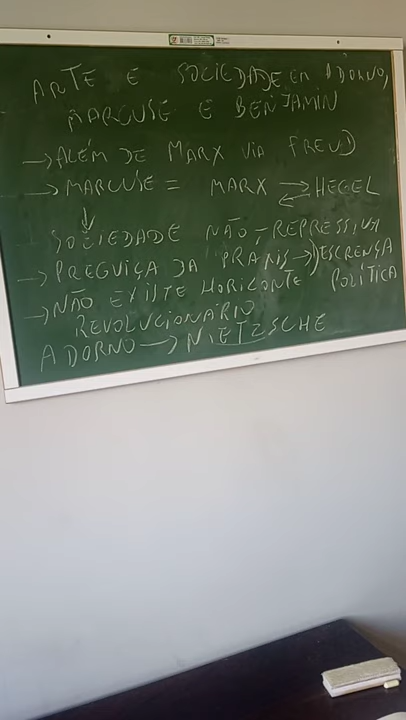 ARTE E SOCIEDADE EM ADORNO,
MARCUSE E BENJAMIN
→ ALÉM DE MARX VIA FREUD
→ MARCUSE = MARX ⇄ HEGEL
↓
SOCIEDADE NÃO-REPRESSIVA
→ PREGUIÇA DA PRAXIS → DESCRENÇA POLÍTICA
→ NÃO EXISTE HORIZONTE
REVOLUCIONÁRIO
ADORNO → NIETZSCHE